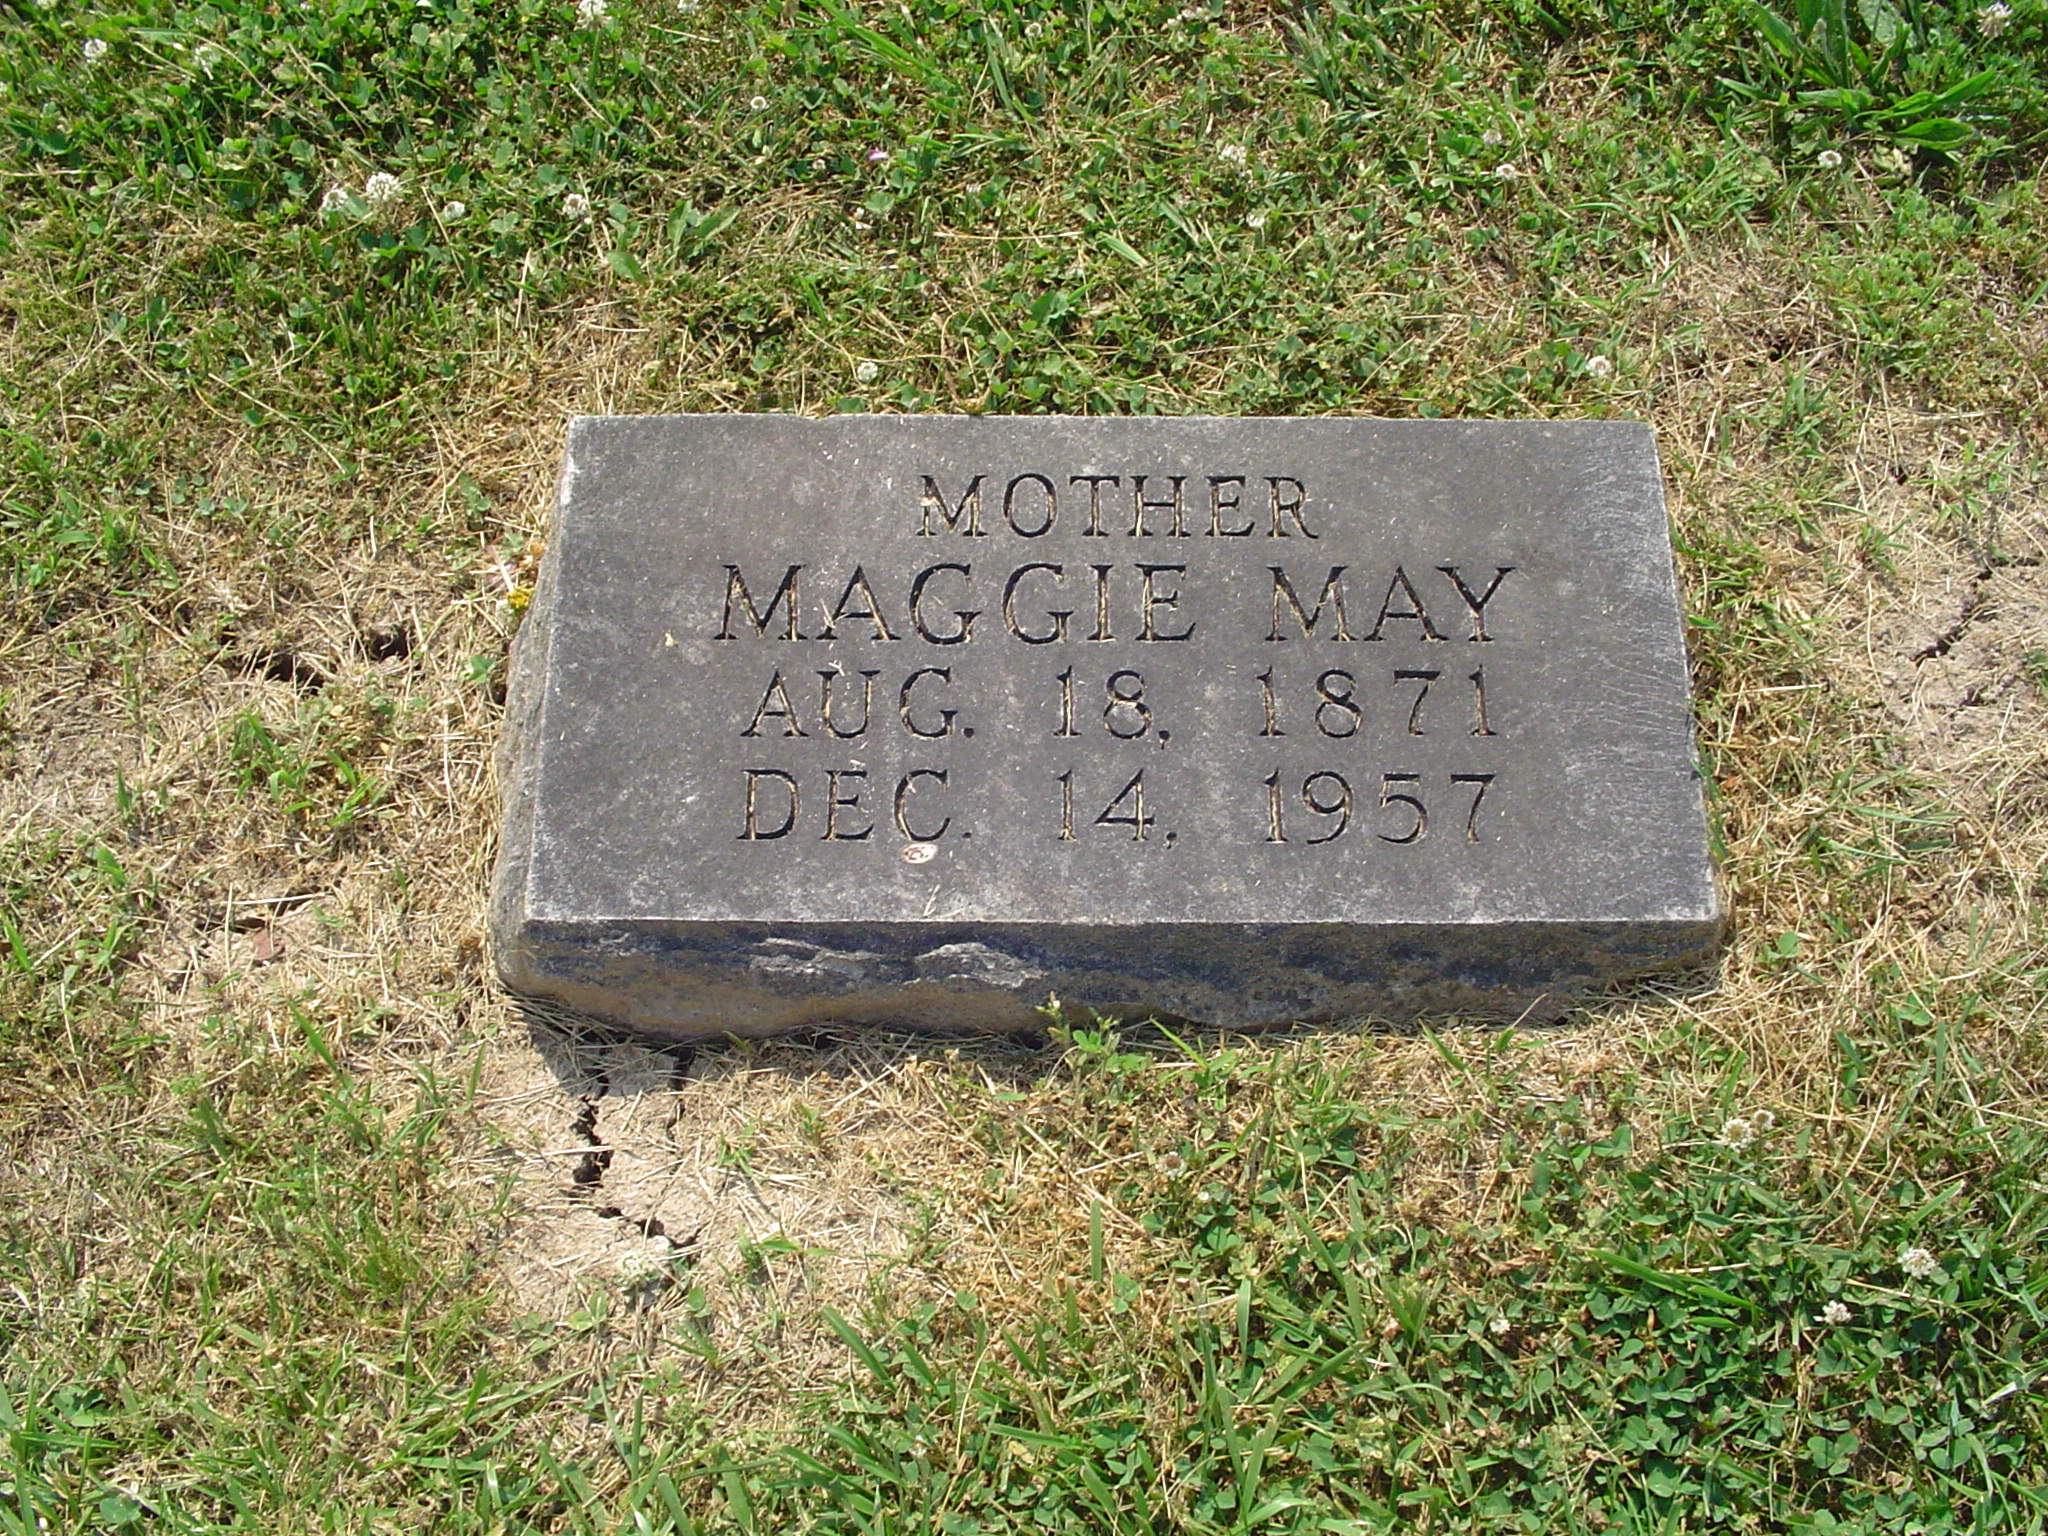 MOTHER
MAGGIE MAY
AUG. 18, 1871
DEC. 14, 1957